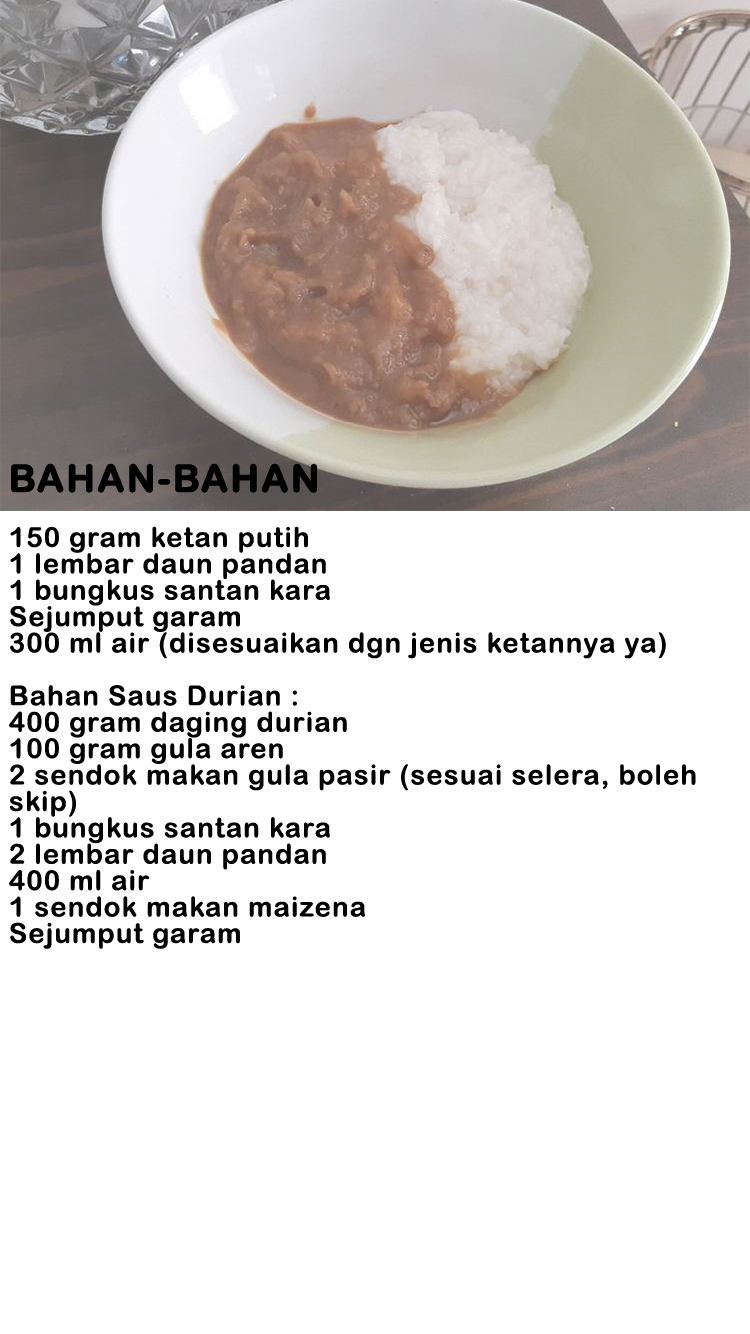 BAHAN-BAHAN
150 gram ketan putih
1 lembar daun pandan
1 bungkus santan kara
Sejumput garam
300 ml air (disesuaikan dgn jenis ketannya ya)
Bahan Saus Durian :
400 gram daging durian
100 gram gula aren
2 sendok makan gula pasir (sesuai selera, boleh
skip)
1 bungkus santan kara
2 lembar daun pandan
400 ml air
1 sendok makan maizena
Sejumput garam